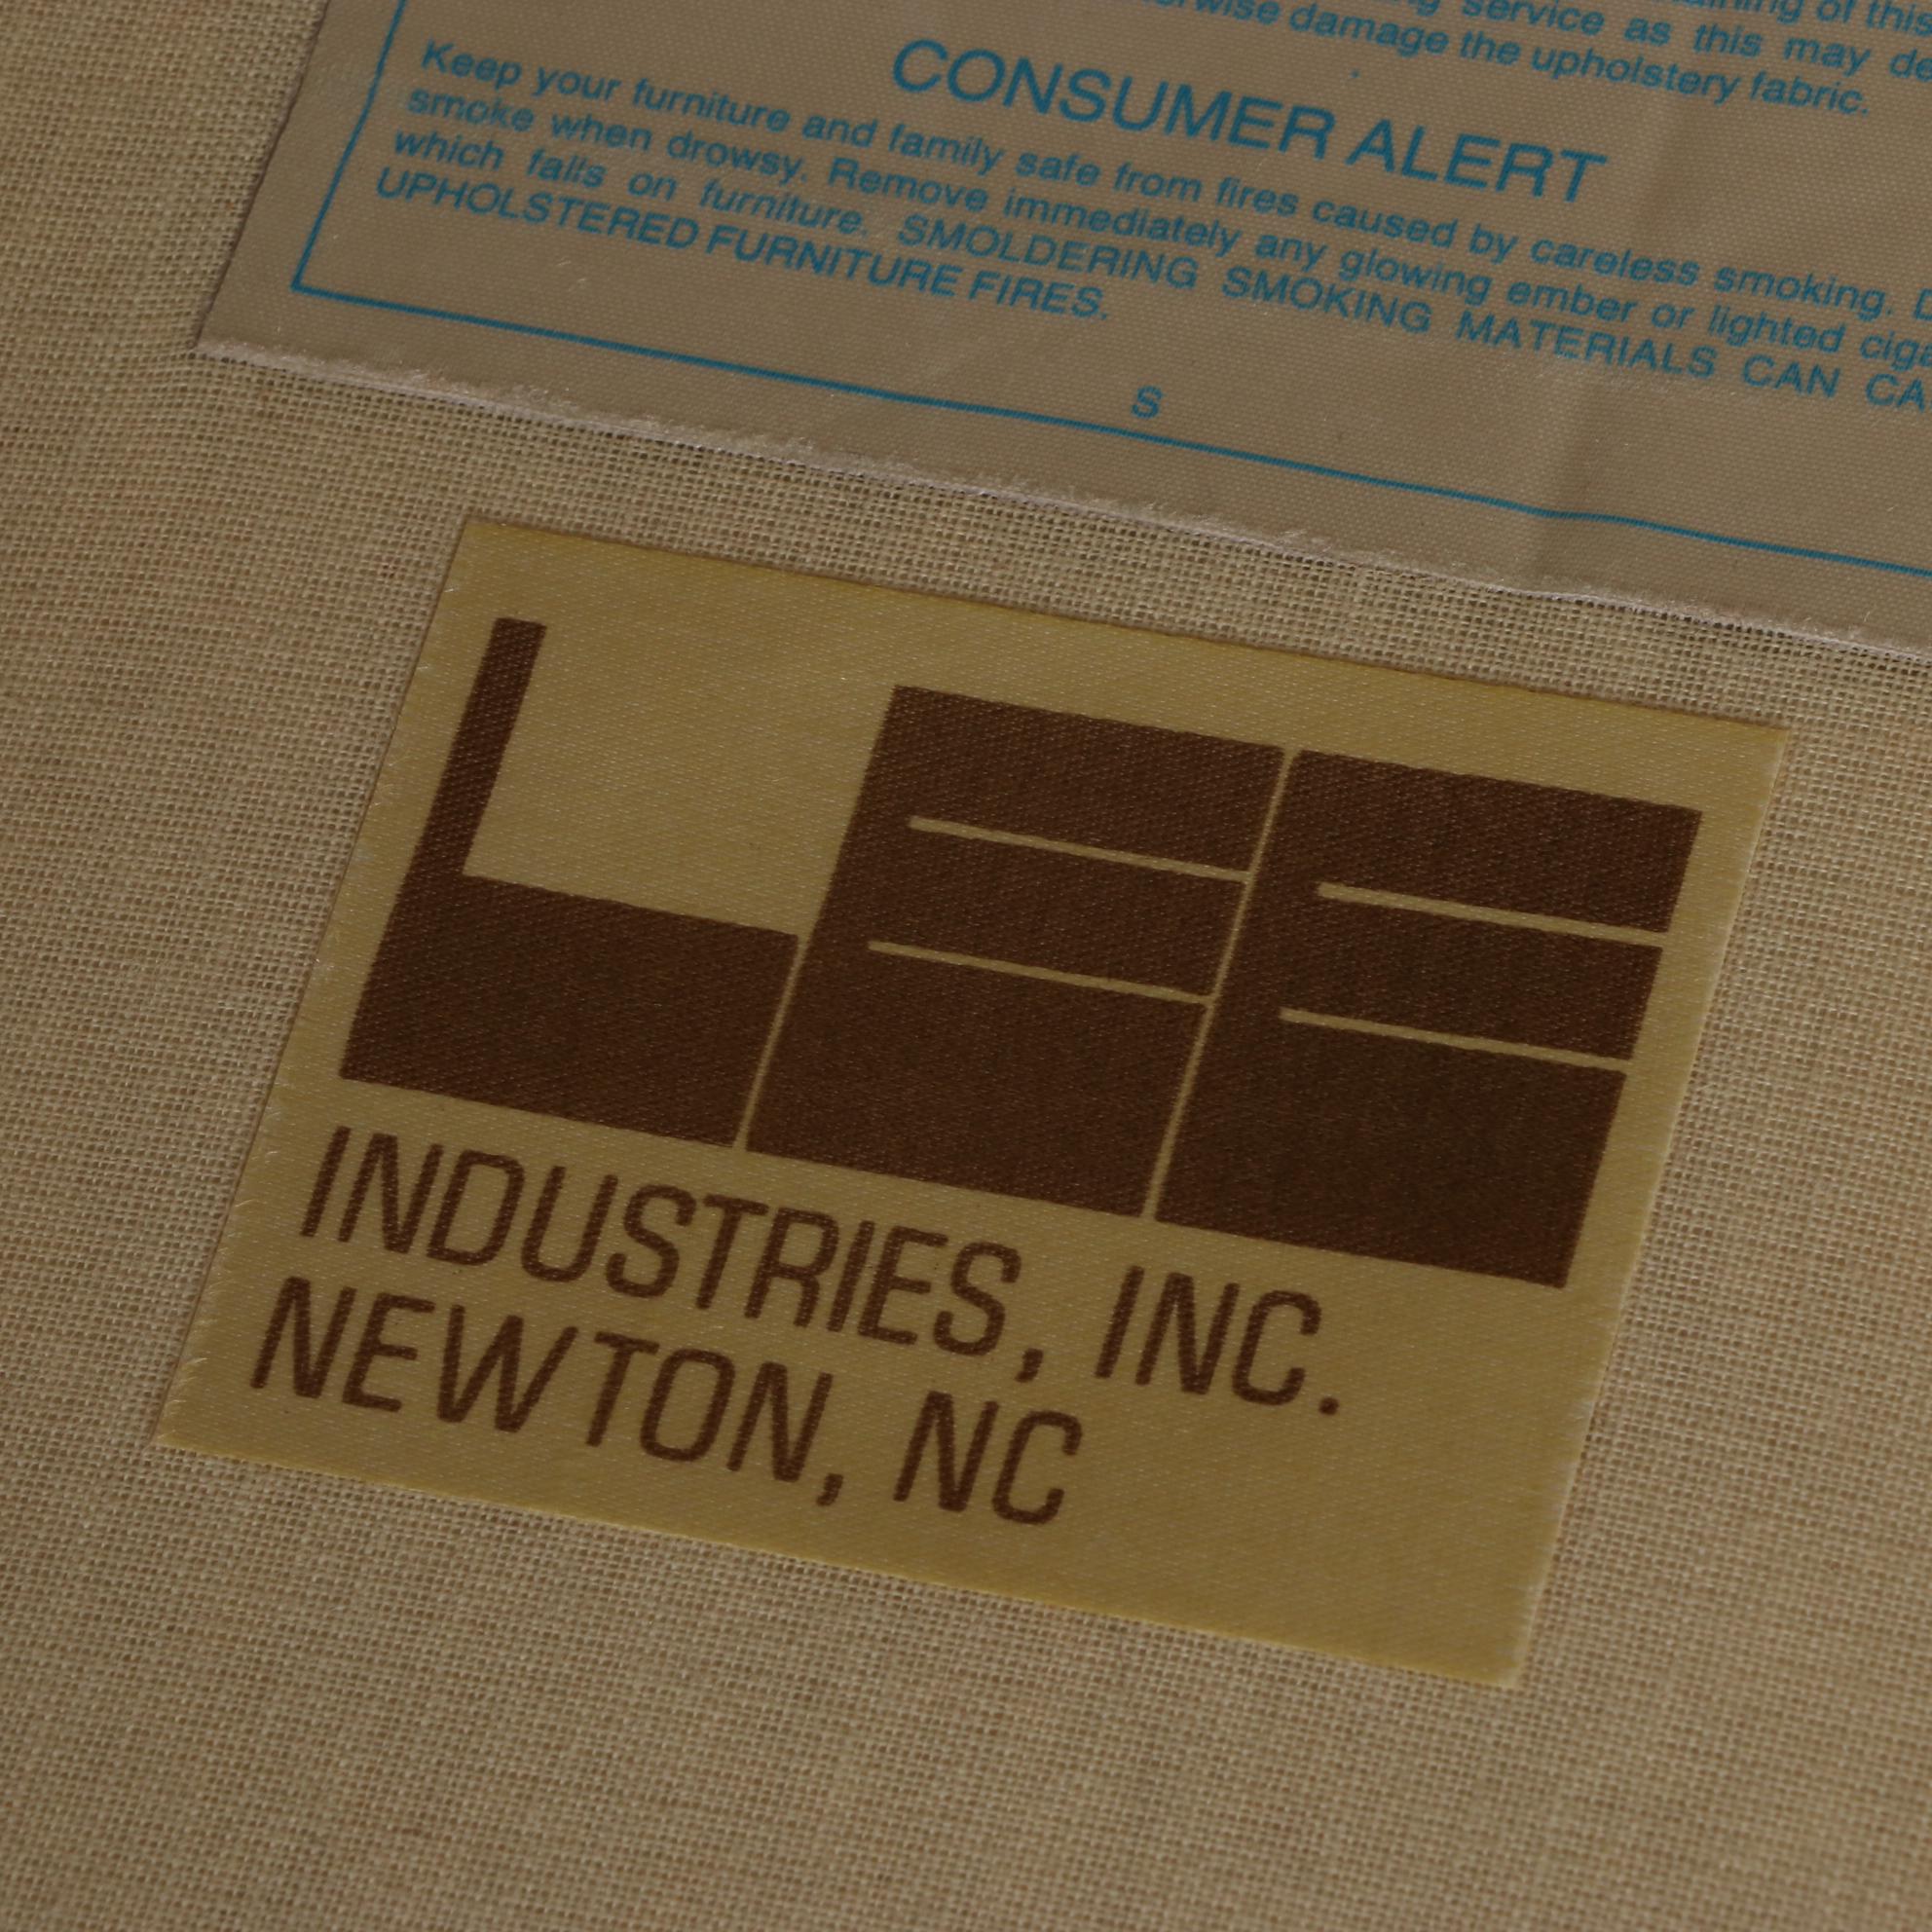 of this
service as this may
damage the upholstery fabric.
CONSUMER ALERT
Keep your furniture and family safe from fires caused by careless smoking.
smoke when drowsy. Remove immediately any glowing ember or lighted
which falls on furniture. SMOLDERING SMOKING MATERIALS CAN
UPHOLSTERED FURNITURE FIRES.
S
LEE
INDUSTRIES, INC.
NEWTON, NC